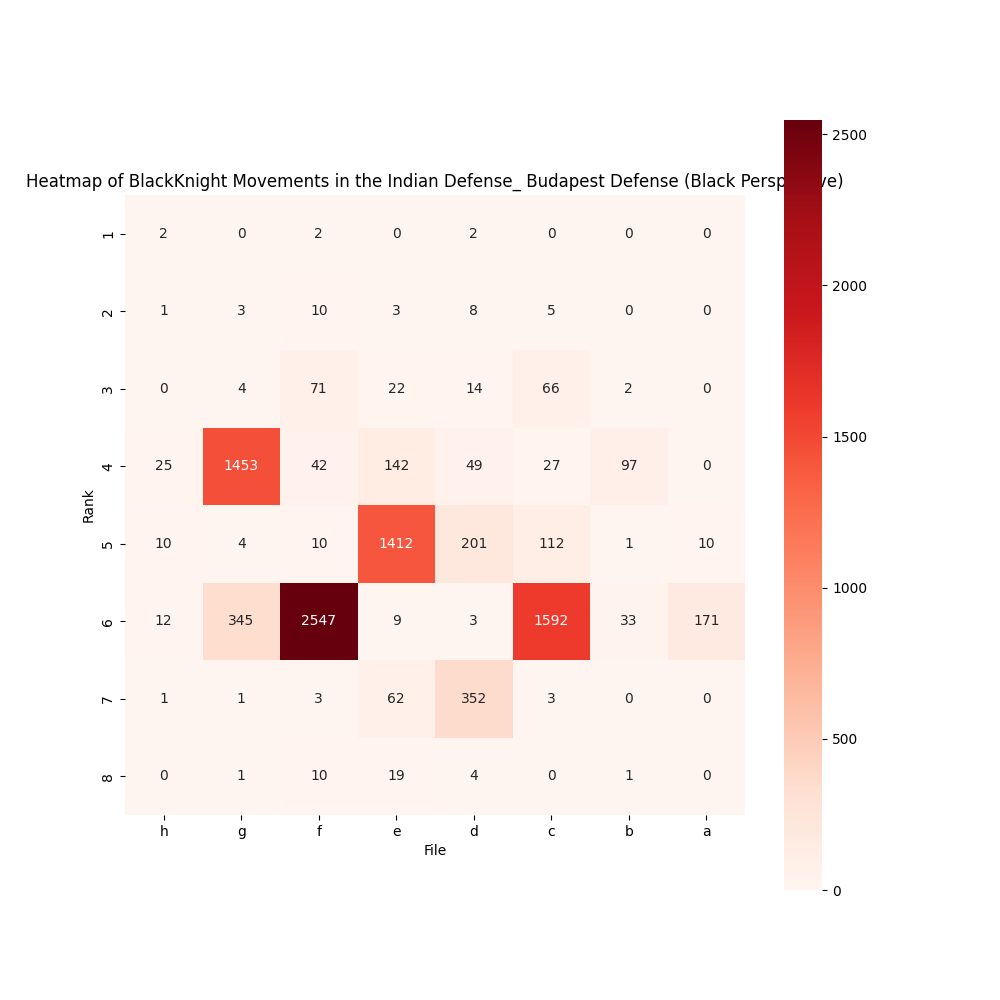 2500
Heatmap of BlackKnight Movements in the Indian Defense_ Budapest Defense (Black Persp ve)
1 2 0 2 0 2 0 0 0
2000
2 1 3 10 3 8 5 0 0
3 0 4 71 22 14 66 2 0
1500
4 25 1453 42 142 49 27 97 0
Rank
5 10 4 10 1412 201 112 1 10
1000
6 12 345 2547 9 3 1592 33 171
7 1 1 3 62 352 3 0 0
500
8 0 1 10 19 4 0 1 0
h g f e d c b a
File
0